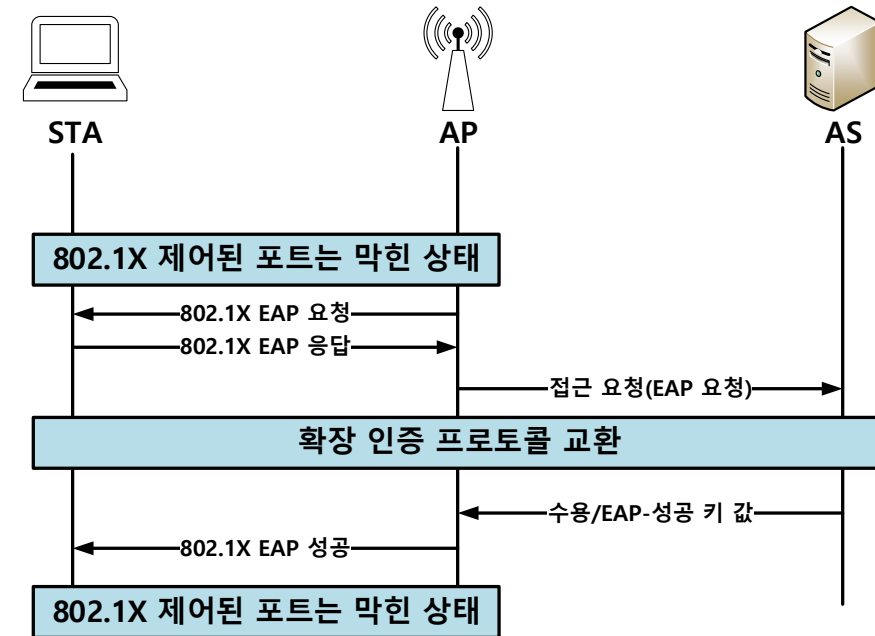 STA
AP
AS
802.1X 제어된 포트는 막힌 상태
802.1X EAP 요청
802.1X EAP 응답
접근 요청(EAP 요청)
확장 인증 프로토콜 교환
수용/EAP-성공 키 값
802.1X EAP 성공
802.1X 제어된 포트는 막힌 상태